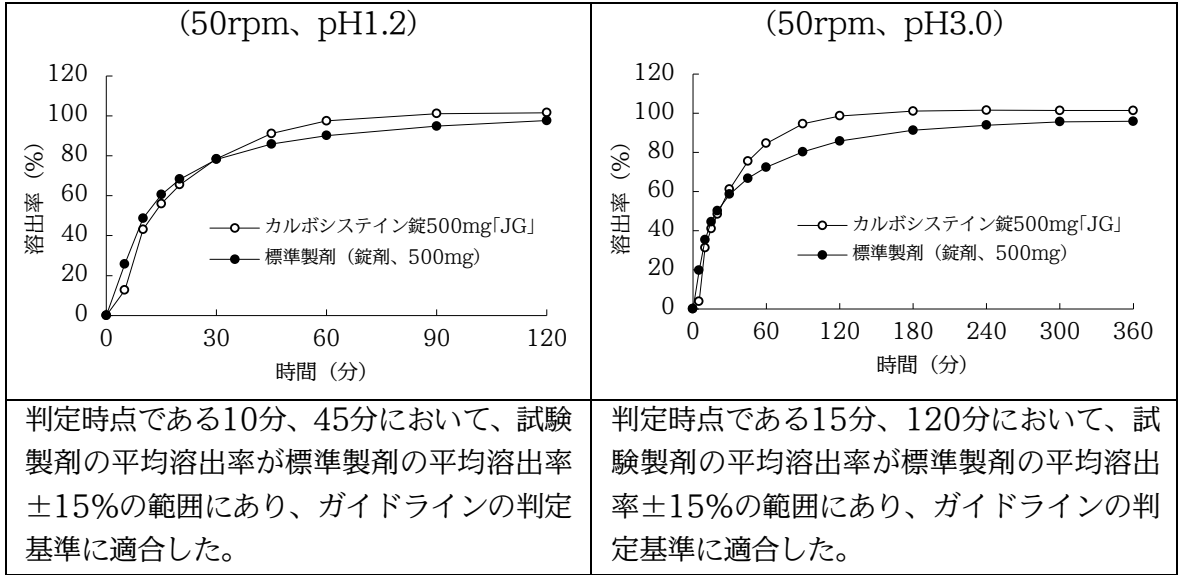 (50rpm、pH1.2)
120
100
80
60
40
20
0
溶出率（%）
カルボシステイン錠500mg「JG」
標準製剤（錠剤、500mg）
0 30 60 90 120
時間（分）
判定時点である10分、45分において、試験
製剤の平均溶出率が標準製剤の平均溶出率
±15%の範囲にあり、ガイドラインの判定
基準に適合した。
(50rpm、pH3.0)
120
100
80
60
40
20
0
溶出率（%）
カルボシステイン錠500mg「JG」
標準製剤（錠剤、500mg）
0 60 120 180 240 300 360
時間（分）
判定時点である15分、120分において、試
験製剤の平均溶出率が標準製剤の平均溶出
率±15%の範囲にあり、ガイドラインの判
定基準に適合した。